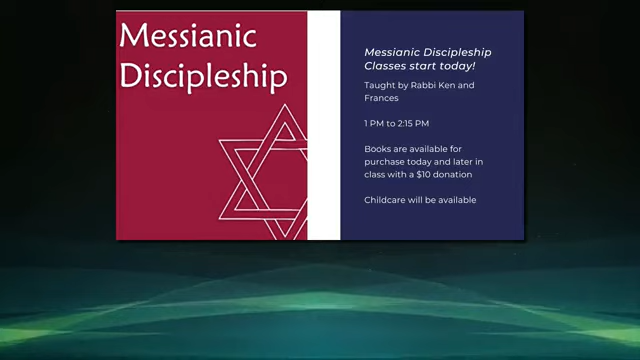 Messianic
Discipleship
Messianic Discipleship
Classes start today!
Taught by Rabbi Ken and
Frances
1 PM to 2:15 PM
Books are available for
purchase today and later in
class with a $10 donation
Childcare will be available